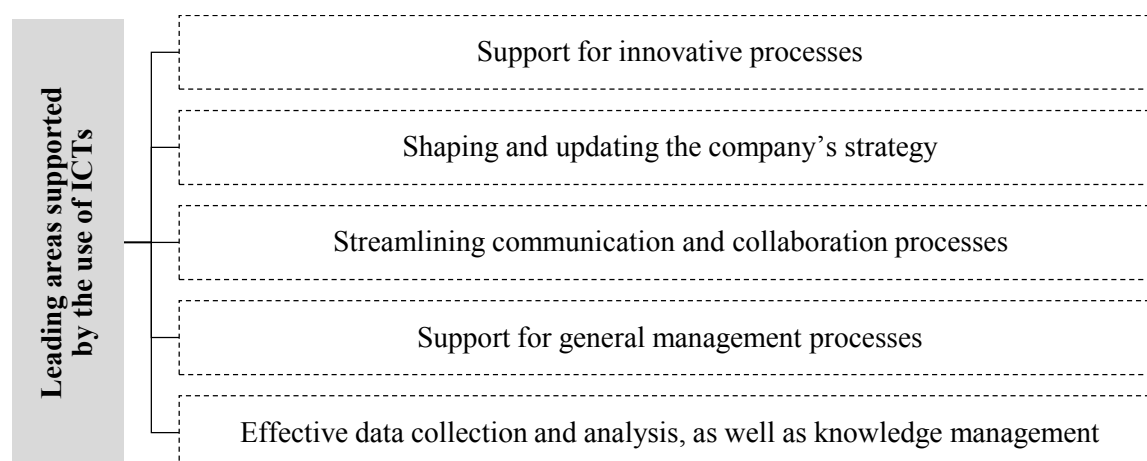 Leading areas supported
by the use of ICTs
Support for innovative processes
Shaping and updating the company’s strategy
Streamlining communication and collaboration processes
Support for general management processes
Effective data collection and analysis, as well as knowledge management